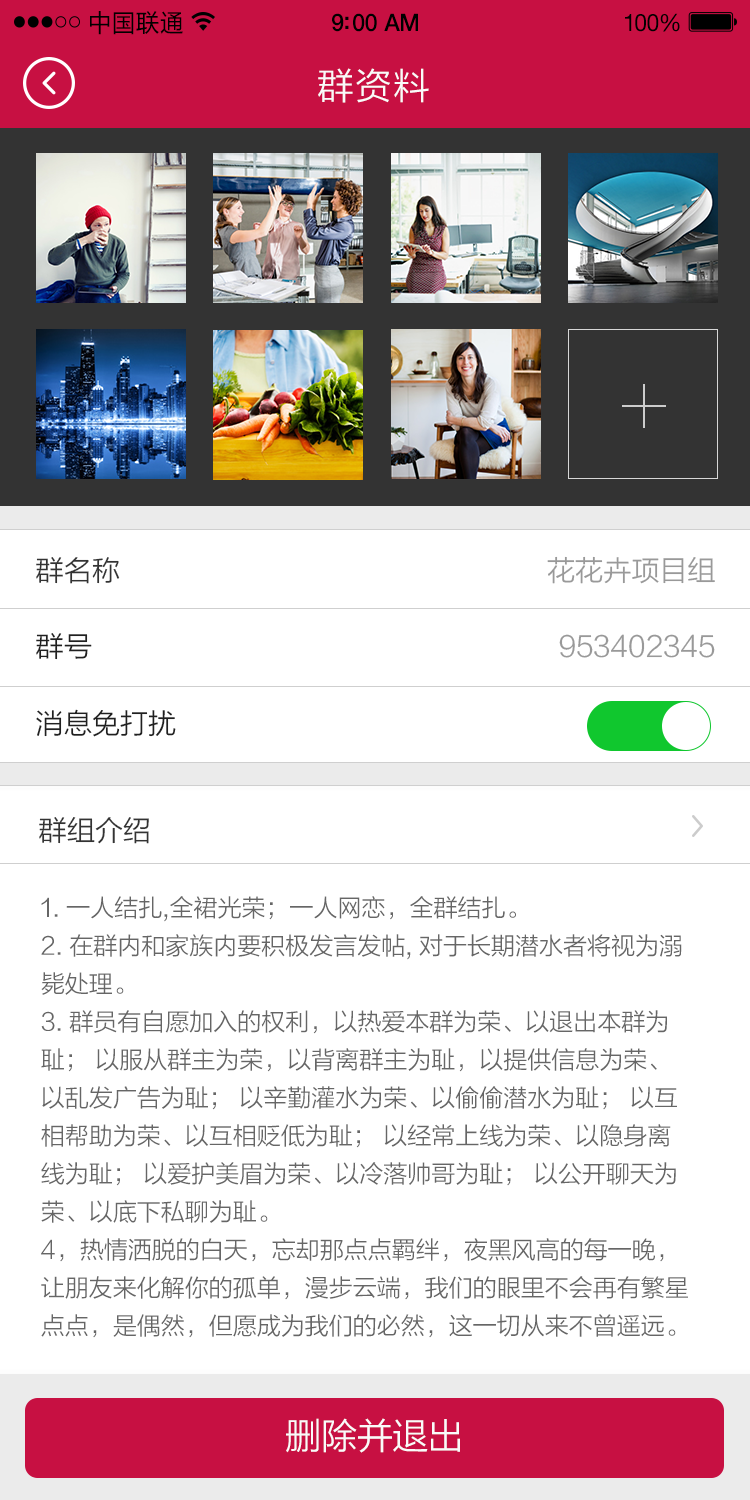 中国联通 9:00 AM 100%
群资料
群名称 花花卉项目组
群号 953402345
消息免打扰
群组介绍
1. 一人结扎,全裙光荣；一人网恋，全群结扎。
2. 在群内和家族内要积极发言发帖, 对于长期潜水者将视为溺
毙处理。
3. 群员有自愿加入的权利，以热爱本群为荣、以退出本群为
耻； 以服从群主为荣，以背离群主为耻，以提供信息为荣、
以乱发广告为耻； 以辛勤灌水为荣、以偷偷潜水为耻； 以互
相帮助为荣、以互相贬低为耻； 以经常上线为荣、以隐身离
线为耻； 以爱护美眉为荣、以冷落帅哥为耻； 以公开聊天为
荣、以底下私聊为耻。
4，热情洒脱的白天，忘却那点点羁绊，夜黑风高的每一晚，
让朋友来化解你的孤单，漫步云端，我们的眼里不会再有繁星
点点，是偶然，但愿成为我们的必然，这一切从来不曾遥远。
删除并退出